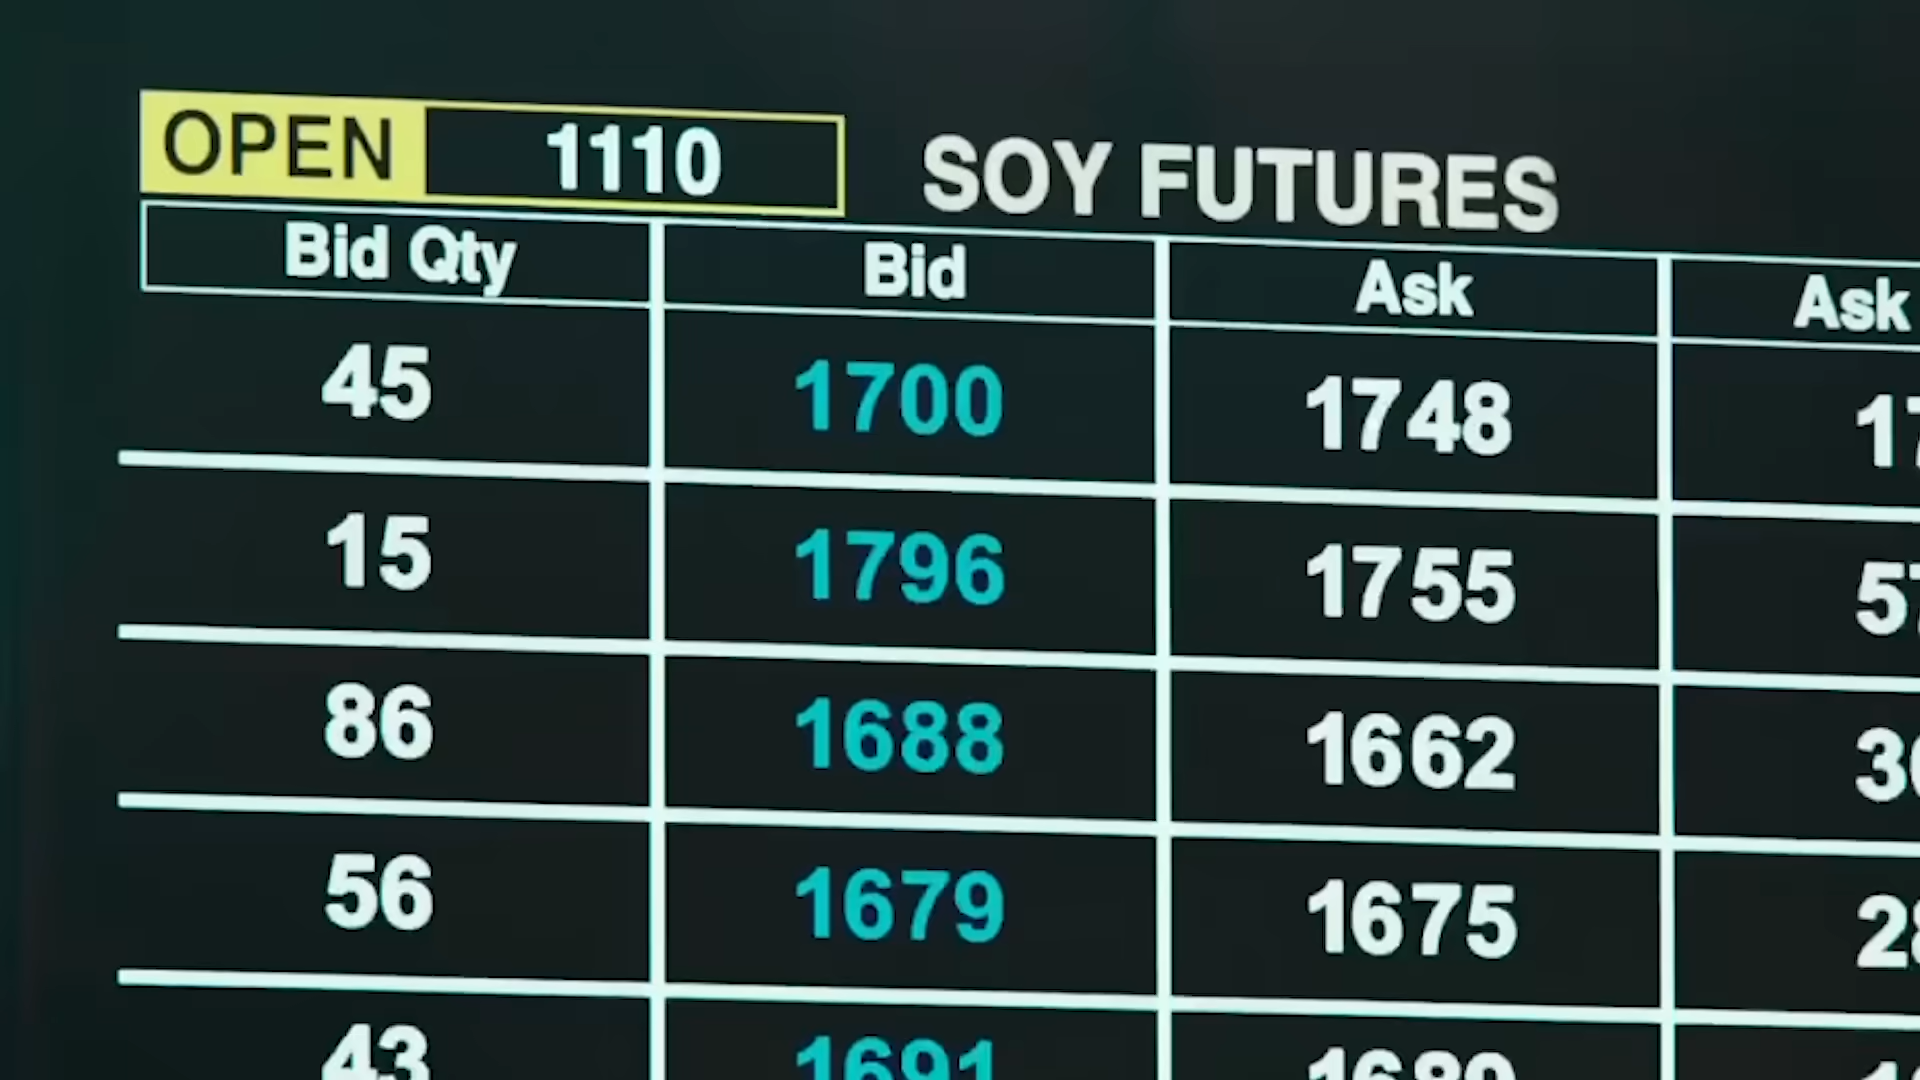 OPEN 1110 SOY FUTURES
Bid Qty Bid Ask Ask
45 1700 1748
15 1796 1755
86 1688 1662
56 1679 1675
43 1691